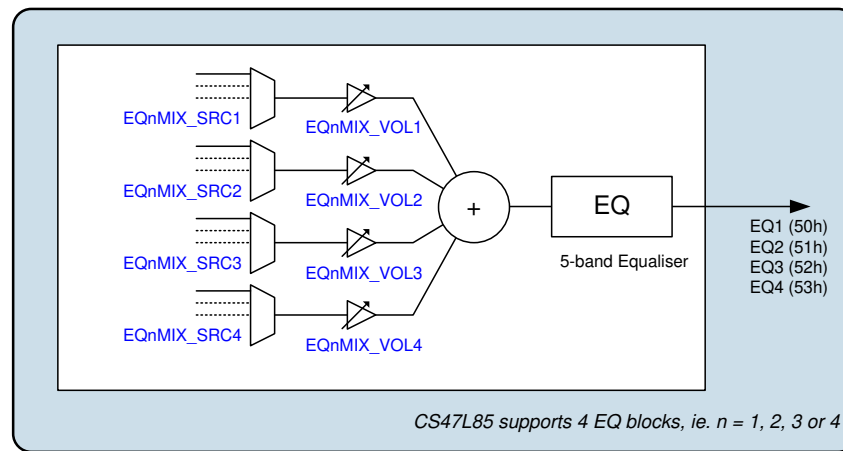 EQnMIX_SRC1
EQnMIX_VOL1
EQnMIX_SRC2
EQnMIX_VOL2
EQnMIX_SRC3
EQnMIX_VOL3
EQnMIX_SRC4
EQnMIX_VOL4
+
EQ
5-band Equaliser
EQ1 (50h)
EQ2 (51h)
EQ3 (52h)
EQ4 (53h)
CS47L85 supports 4 EQ blocks, ie. n = 1, 2, 3 or 4